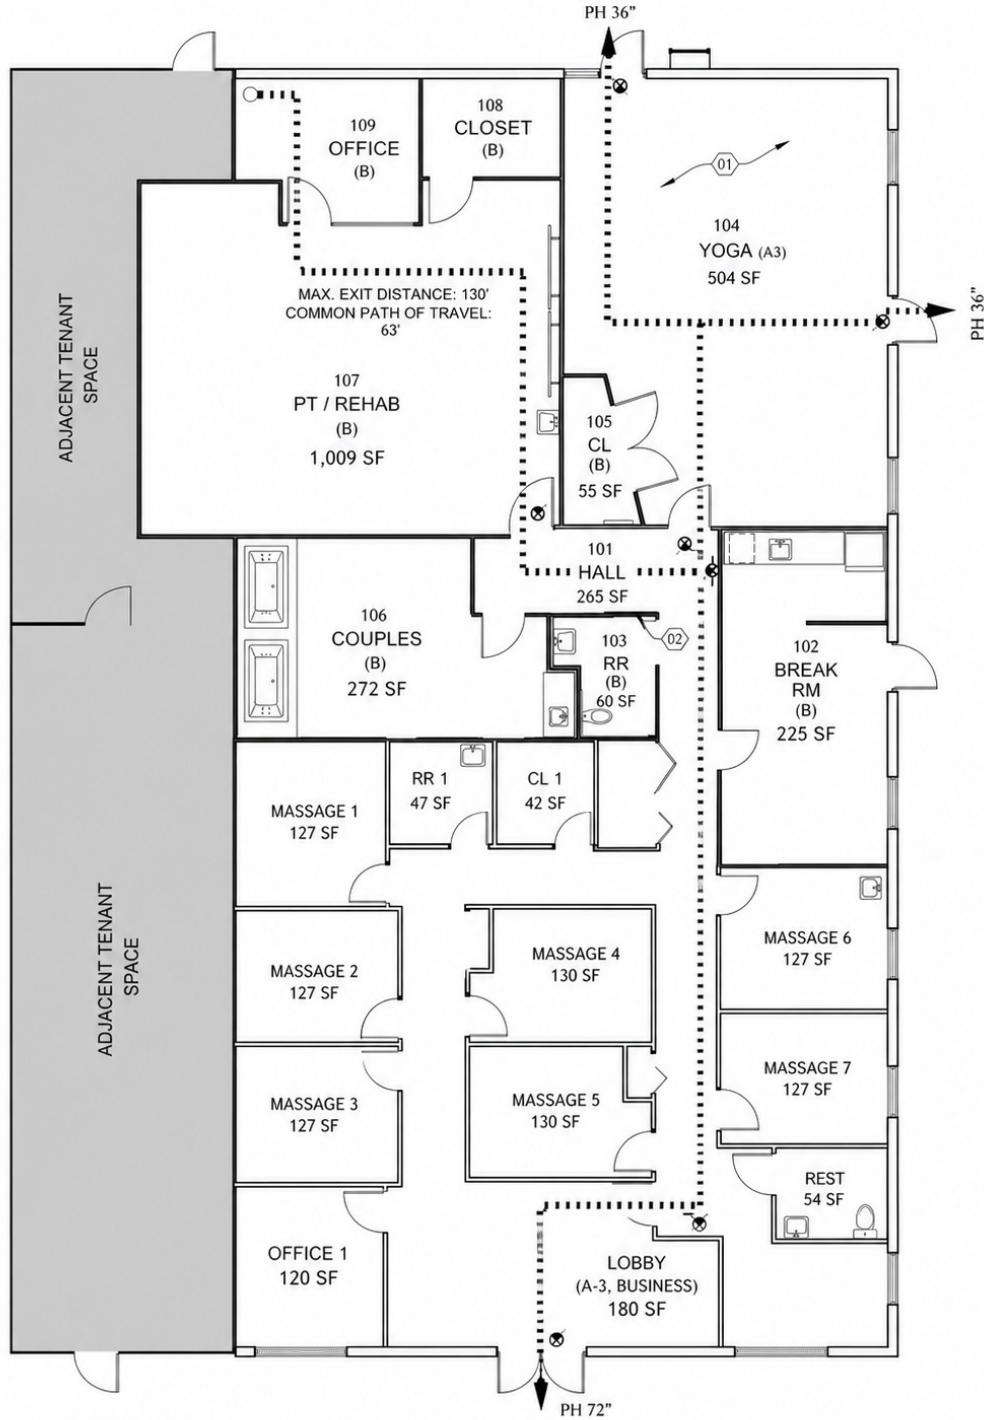 PH 36”
109
OFFICE
(B)
108
CLOSET
(B)
01
104
YOGA (A3)
504 SF
PH 36”
MAX. EXIT DISTANCE: 130'
COMMON PATH OF TRAVEL:
63'
ADJACENT TENANT
SPACE
107
PT / REHAB
(B)
1,009 SF
105
CL
(B)
55 SF
101
HALL
265 SF
106
COUPLES
(B)
272 SF
103
RR
(B)
60 SF
02
102
BREAK
RM
(B)
225 SF
MASSAGE 1
127 SF
RR 1
47 SF
CL 1
42 SF
ADJACENT TENANT
SPACE
MASSAGE 2
127 SF
MASSAGE 4
130 SF
MASSAGE 6
127 SF
MASSAGE 3
127 SF
MASSAGE 5
130 SF
MASSAGE 7
127 SF
REST
54 SF
OFFICE 1
120 SF
LOBBY
(A-3, BUSINESS)
180 SF
PH 72”